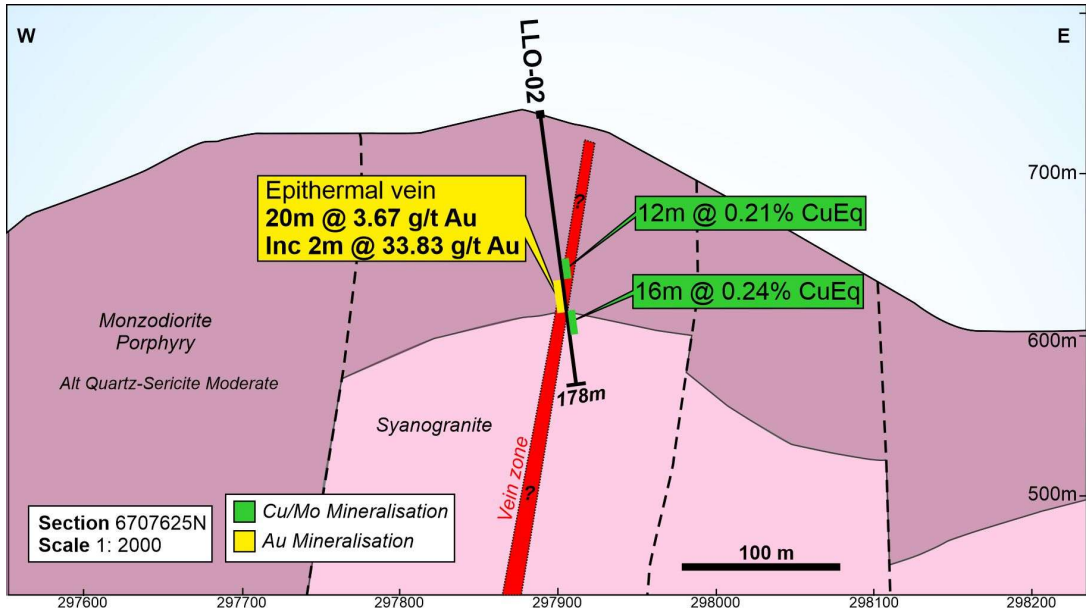 W
E
LLO-02
700m
Epithermal vein
20m @ 3.67 g/t Au
Inc 2m @ 33.83 g/t Au
?
12m @ 0.21% CuEq
16m @ 0.24% CuEq
600m
Monzodiorite
Porphyry
Alt Quartz-Sericite Moderate
178m
Syanogranite
Vein zone
?
500m
Section 6707625N
Scale 1: 2000
Cu/Mo Mineralisation
Au Mineralisation
100 m
297600
297700
297800
297900
298000
298100
298200